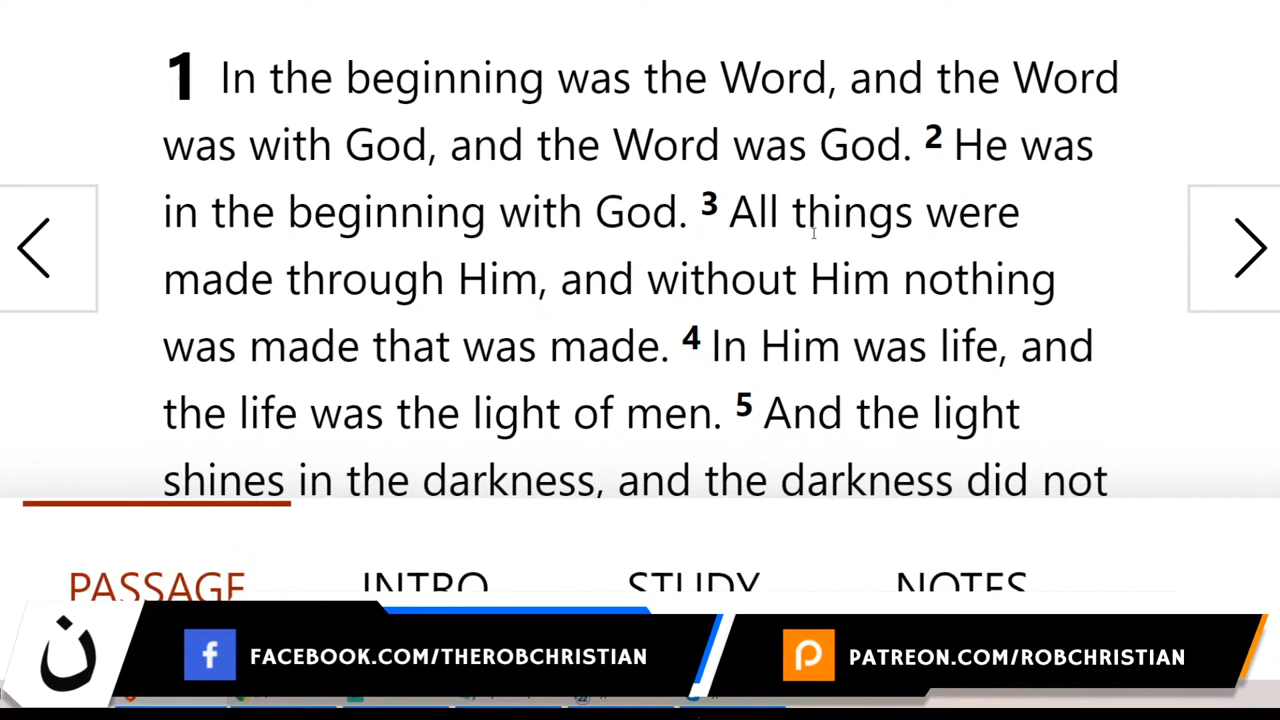 1 In the beginning was the Word, and the Word
was with God, and the Word was God. 2 He was
in the beginning with God. 3 All things were
made through Him, and without Him nothing
was made that was made. 4 In Him was life, and
the life was the light of men. 5 And the light
shines in the darkness, and the darkness did not
PASSAGE INTRO STUDY NOTES
ن FACEBOOK.COM/THEROBCHRISTIAN PATREON.COM/ROBCHRISTIAN